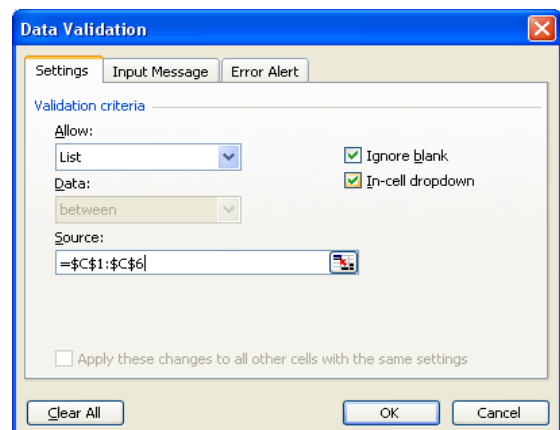 Data Validation
Settings Input Message Error Alert
Validation criteria
Allow:
List
Ignore blank
Data:
In-cell dropdown
between
Source:
=$C$1:$C$6
Apply these changes to all other cells with the same settings
Clear All OK Cancel